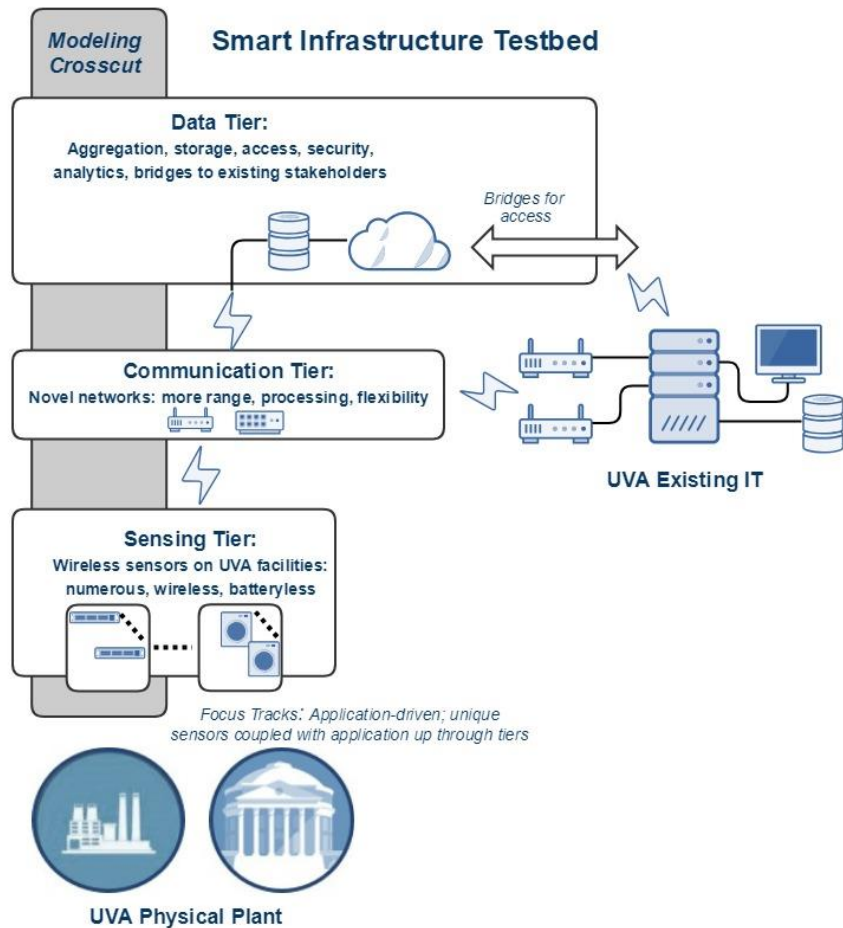 Modeling
Crosscut
Smart Infrastructure Testbed
Data Tier:
Aggregation, storage, access, security,
analytics, bridges to existing stakeholders
Bridges for
access
Communication Tier:
Novel networks: more range, processing, flexibility
UVA Existing IT
Sensing Tier:
Wireless sensors on UVA facilities:
numerous, wireless, batteryless
Focus Tracks: Application-driven; unique
sensors coupled with application up through tiers
UVA Physical Plant